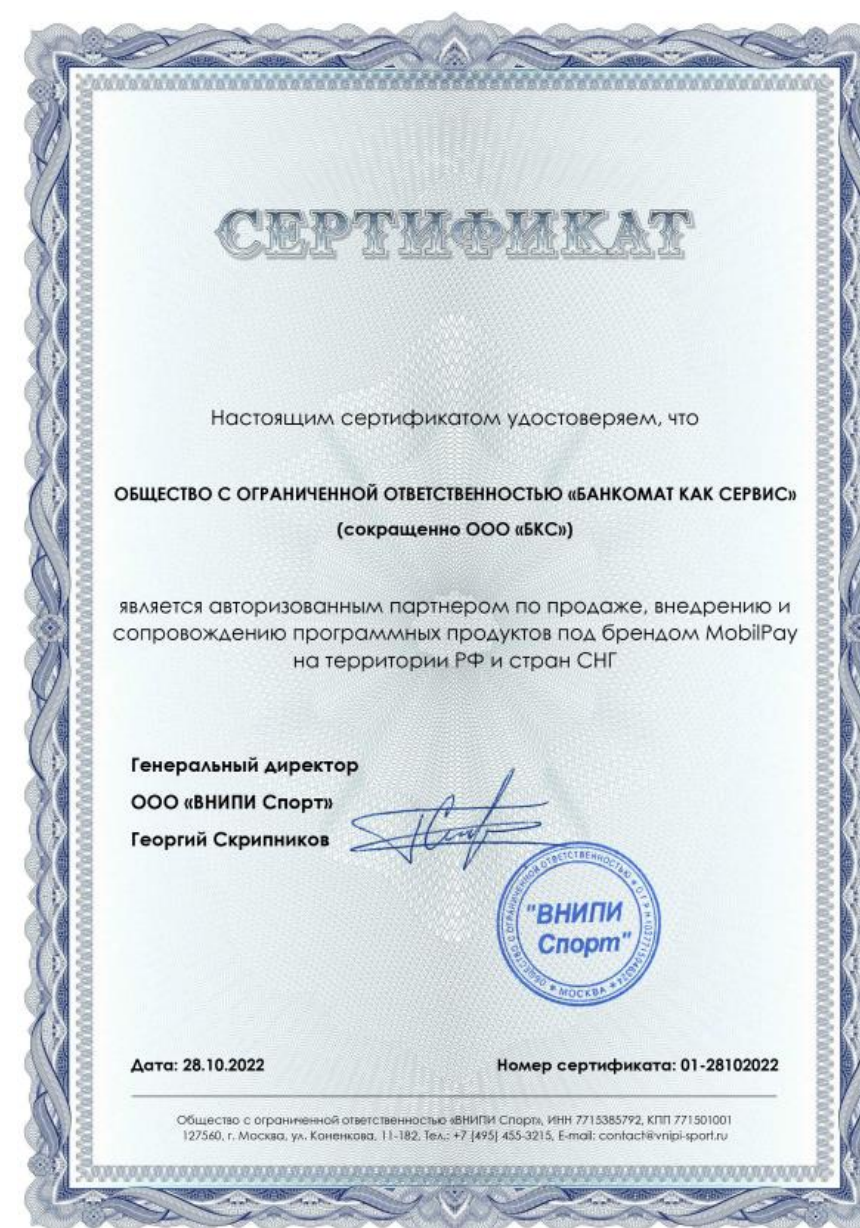 СЕРТИФИКАТ
Настоящим сертификатом удостоверяем, что
ОБЩЕСТВО С ОГРАНИЧЕННОЙ ОТВЕТСТВЕННОСТЬЮ «БАНКОМАТ КАК СЕРВИС»
(сокращенно ООО «БКС»)
является авторизованным партнером по продаже, внедрению и
сопровождению программных продуктов под брендом MobilPay
на территории РФ и стран СНГ
Генеральный директор
ООО «ВНИПИ Спорт»
Георгий Скрипников
ОБЩЕСТВО С ОГРАНИЧЕННОЙ ОТВЕТСТВЕННОСТЬЮ
"ВНИПИ
Спорт"
МОСКВА
Дата: 28.10.2022
Номер сертификата: 01-28102022
Общество с ограниченной ответственностью «ВНИПИ Спорт», ИНН 7715385792, КПП 771501001
127560, г. Москва, ул. Коненкова, 11-182, Тел.: +7 (495) 455-3215, E-mail: contact@vnipi-sport.ru